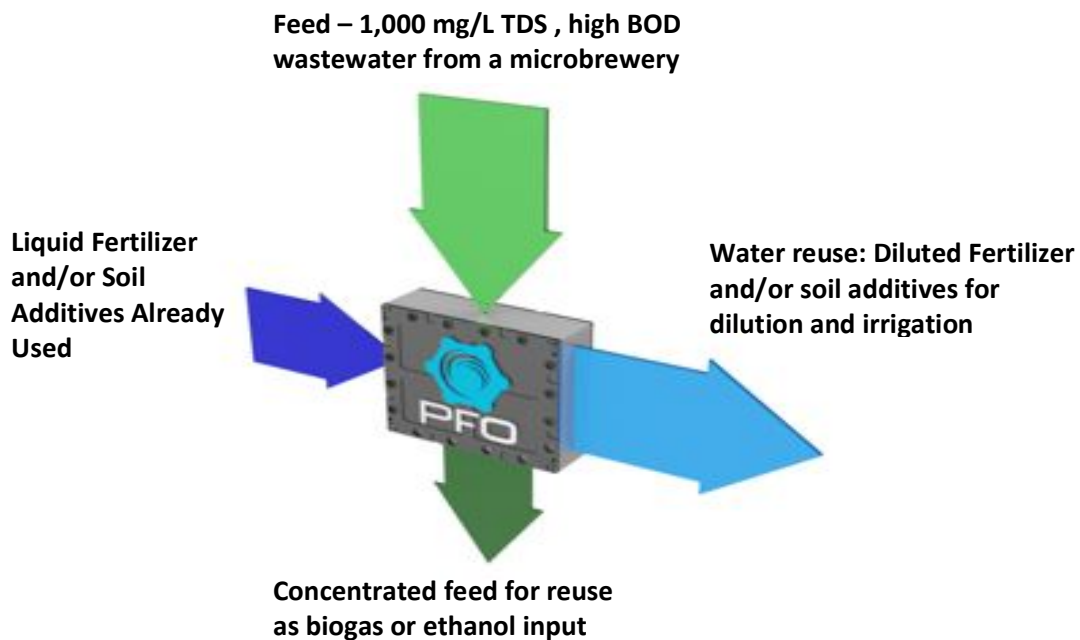 Feed – 1,000 mg/L TDS , high BOD
wastewater from a microbrewery
Liquid Fertilizer
and/or Soil
Additives Already
Used
Water reuse: Diluted Fertilizer
and/or soil additives for
dilution and irrigation
PFO
Concentrated feed for reuse
as biogas or ethanol input